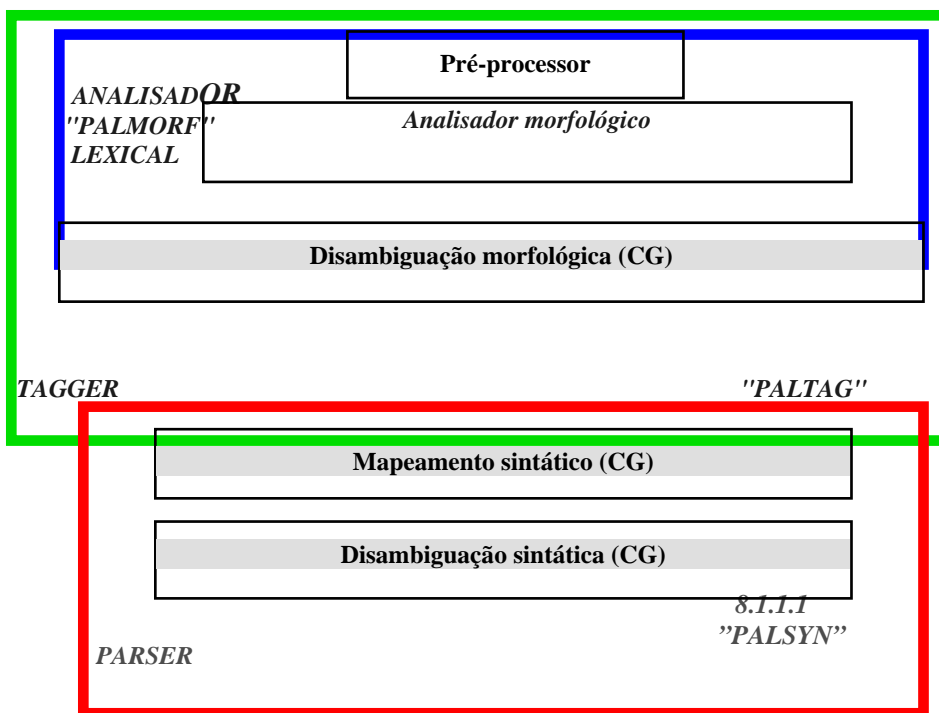 Pré-processor
ANALISADOR
"PALMORF"
LEXICAL
Analisador morfológico
Disambiguação morfológica (CG)
TAGGER
"PALTAG"
Mapeamento sintático (CG)
Disambiguação sintática (CG)
8.1.1.1
”PALSYN”
PARSER